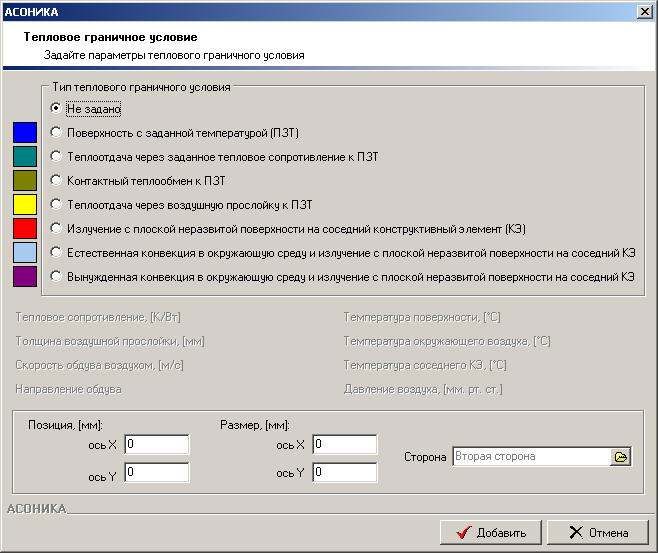 АСОНИКА
Тепловое граничное условие
Задайте параметры теплового граничного условия
Тип теплового граничного условия
Не задано
Поверхность с заданной температурой (ПЗТ)
Теплоотдача через заданное тепловое сопротивление к ПЗТ
Контактный теплообмен к ПЗТ
Теплоотдача через воздушную прослойку к ПЗТ
Излучение с плоской неразвитой поверхности на соседний конструктивный элемент (КЭ)
Естественная конвекция в окружающую среду и излучение с плоской неразвитой поверхности на соседний КЭ
Вынужденная конвекция в окружающую среду и излучение с плоской неразвитой поверхности на соседний КЭ
Тепловое сопротивление, [К/Вт] Температура поверхности, [°C]
Толщина воздушной прослойки, [мм] Температура окружающего воздуха, [°C]
Скорость обдува воздухом, [м/с] Температура соседнего КЭ, [°C]
Направление обдува Давление воздуха, [мм. рт. ст.]
Позиция, [мм]: Размер, [мм]:
ось X 0 ось X 0
Сторона Вторая сторона
ось Y 0 ось Y 0
АСОНИКА
Добавить Отмена